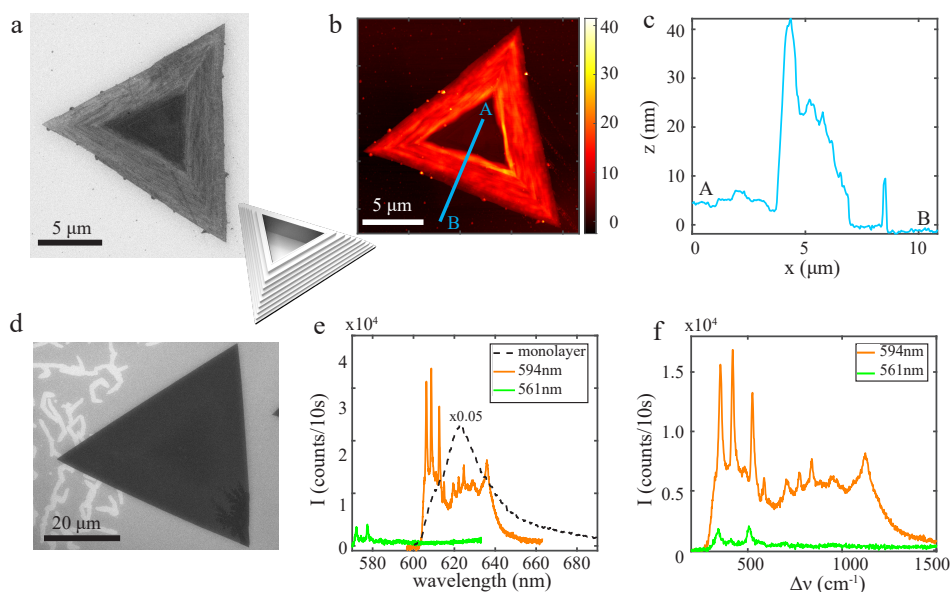 a
5 μm
b
A
B
5 μm
40
30
20
10
0
c
z (nm)
40
30
20
10
0
A
B
0
5
10
x (μm)
d
20 μm
e
x10⁴
I (counts/10s)
4
3
2
1
0
monolayer
594nm
561nm
x0.05
580
600
620
640
660
680
wavelength (nm)
f
x10⁴
I (counts/10s)
1.5
1.0
0.5
0
594nm
561nm
500
1000
1500
Δν (cm⁻¹)